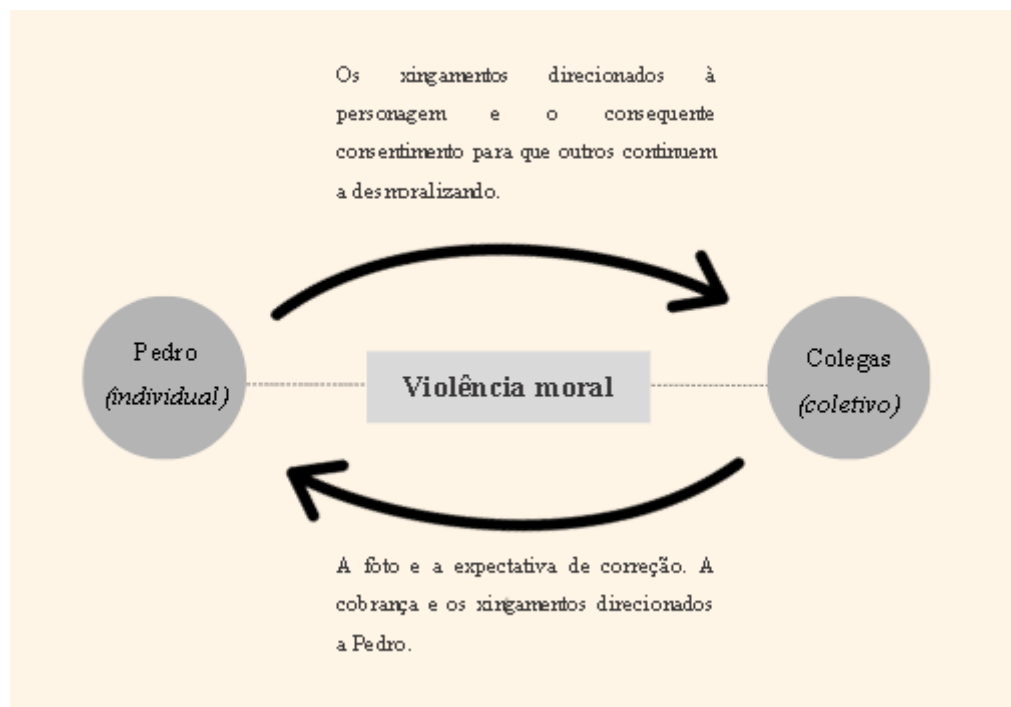 Os xingamentos direcionados à
personagem e o consequente
consentimento para que outros continuem
a desmoralizando.
Pedro
(individual)
Violência moral
Colegas
(coletivo)
A foto e a expectativa de correção. A
cobrança e os xingamentos direcionados
a Pedro.